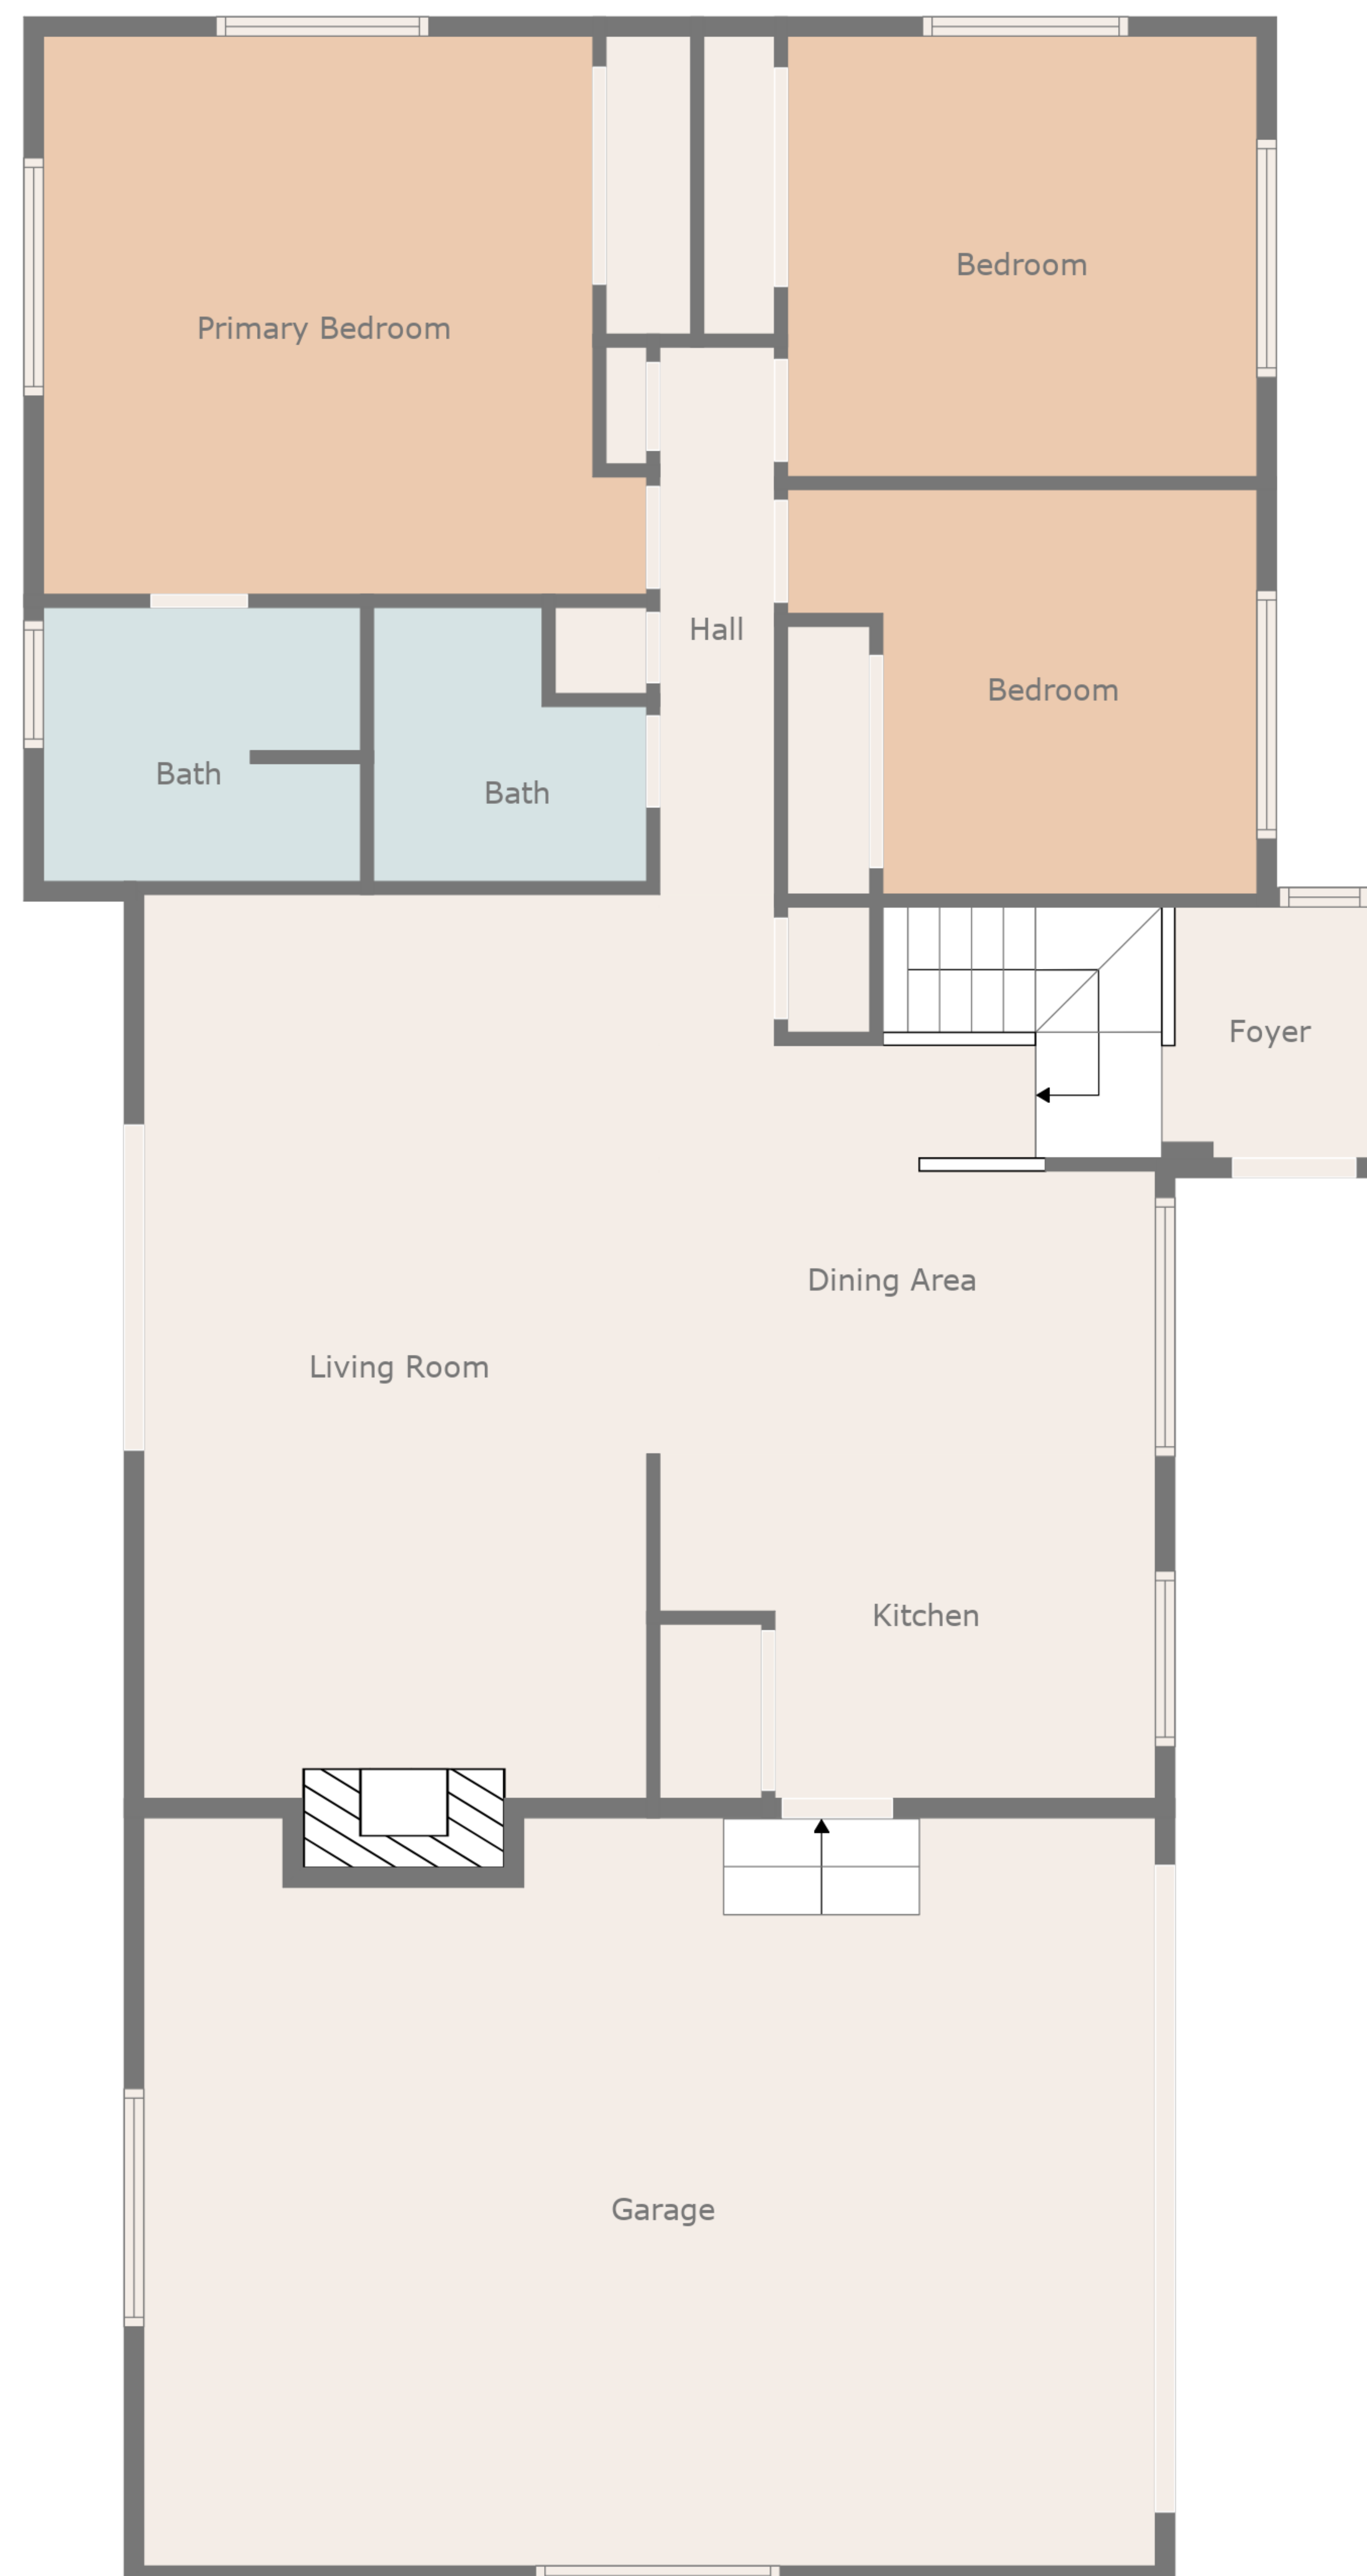 Bedroom
Primary Bedroom
Hall
Bedroom
Bath
Bath
Foyer
Dining Area
Living Room
Kitchen
Garage